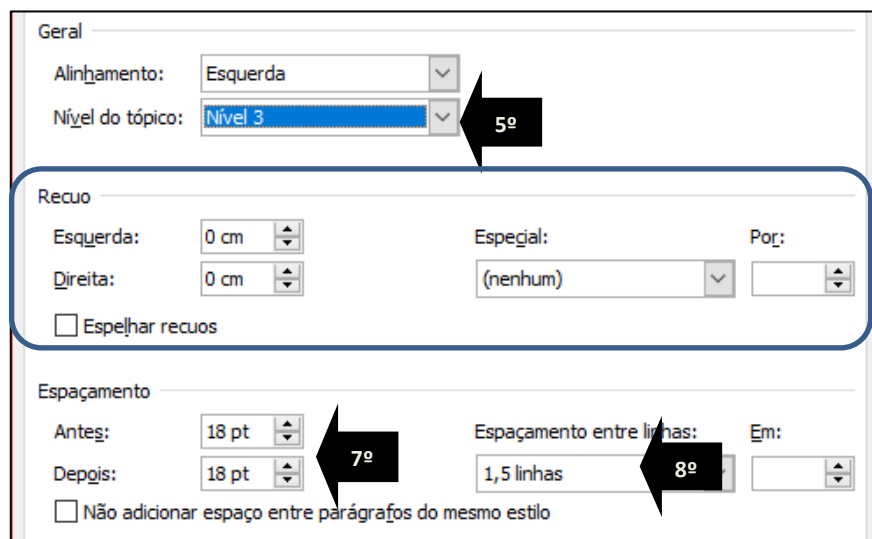 Geral
Alinhamento: Esquerda
Nível do tópico: Nível 3
5º
Recuo
Esquerda: 0 cm Especial: Por:
Direita: 0 cm (nenhum)
Espelhar recuos
Espaçamento
Antes: 18 pt Espaçamento entre linhas: Em:
7º
8º
Depois: 18 pt 1,5 linhas
Não adicionar espaço entre parágrafos do mesmo estilo